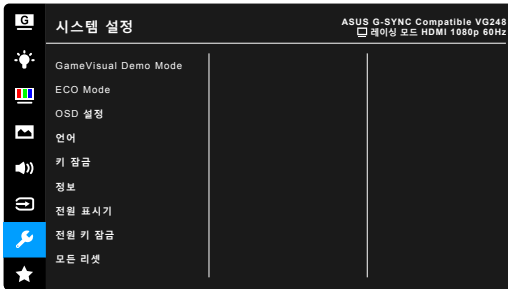 G
시스템 설정
ASUS G-SYNC Compatible VG248
레이싱 모드 HDMI 1080p 60Hz
GameVisual Demo Mode
ECO Mode
OSD 설정
언어
키 잠금
정보
전원 표시기
전원 키 잠금
모든 리셋